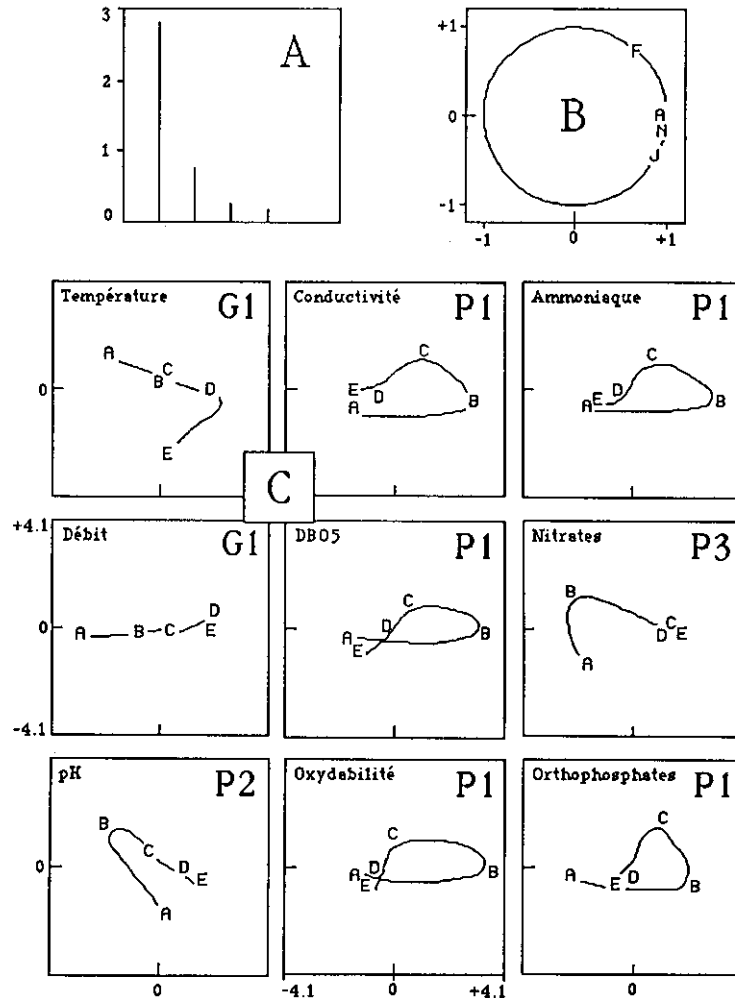 3
2
1
0
A
+1
0
-1
F
A
N
J
B
-1 0 +1
Température G1
A
B
C
D
E
0
Conductivité P1
C
E
D
A
B
Ammoniaque P1
C
D
E
A
B
C
+4.1
0
-4.1
Débit G1
A
B
C
D
E
DBO5 P1
C
D
A
E
B
Nitrates P3
B
C
D
E
A
pH P2
B
C
D
E
A
0
0
Oxydabilité P1
C
D
A
E
B
-4.1 0 +4.1
Orthophosphates P1
C
A
E
D
B
0